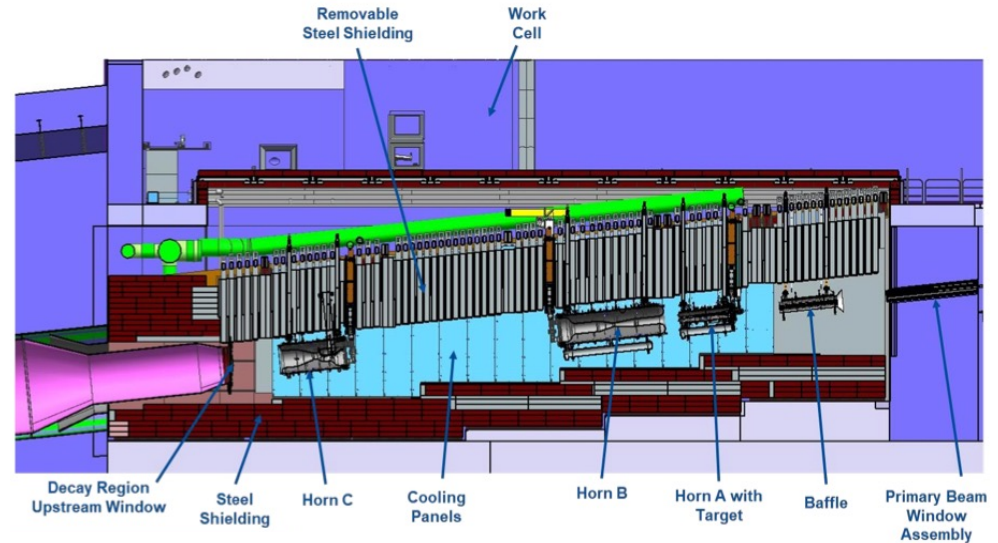 Removable
Steel Shielding
Work
Cell
Decay Region
Upstream Window
Steel
Shielding
Horn C
Cooling
Panels
Horn B
Horn A with
Target
Baffle
Primary Beam
Window
Assembly